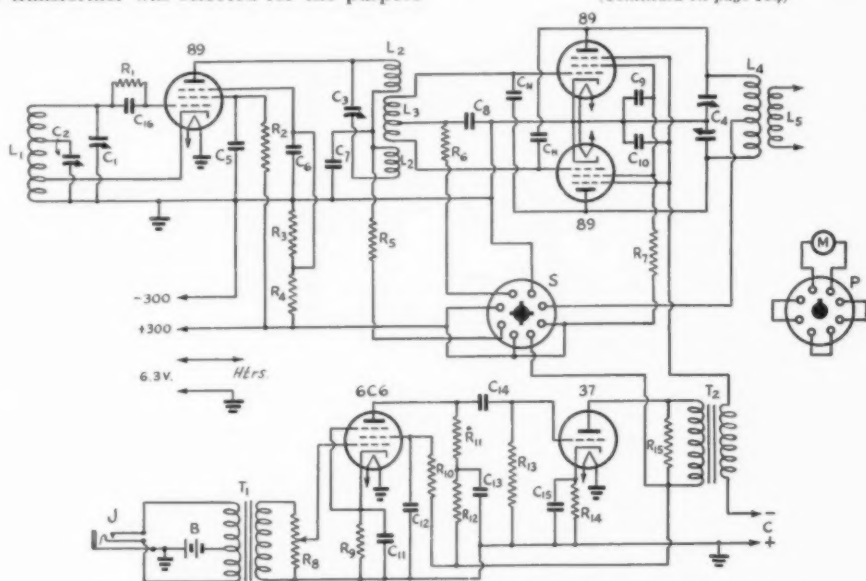 89
89
L2
R1
C16
C2
C1
L1
C5
R2
C6
C3
L3
C7
L2
C8
R6
CN
CN
C9
C10
C4
L4
L5
R3
R4
R5
89
R7
S
M
P
-300
+300
6.3V.
Htrs.
6C6
C14
37
T2
R11
R10
R12
C13
R13
C15
R14
R15
J
B
T1
R8
R9
C11
C12
-
C
+